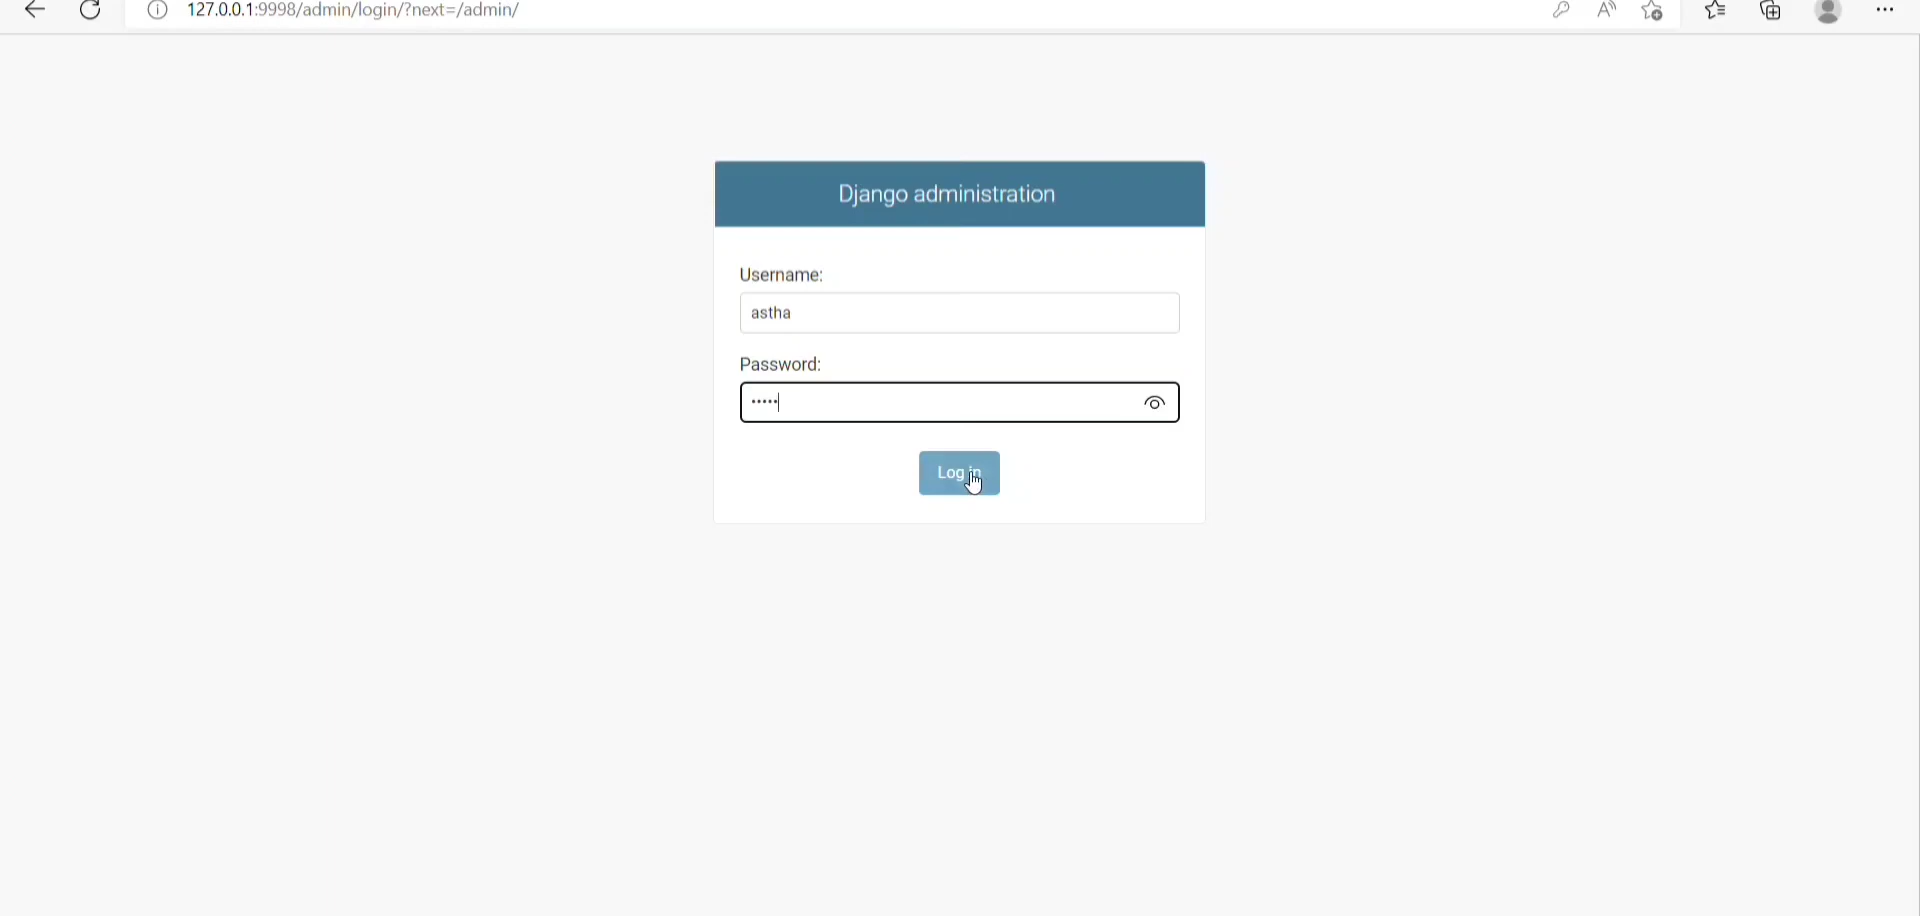 127.0.0.1:9998/admin/login/?next=/admin/
Django administration
Username:
astha
Password:
•••••
Log in